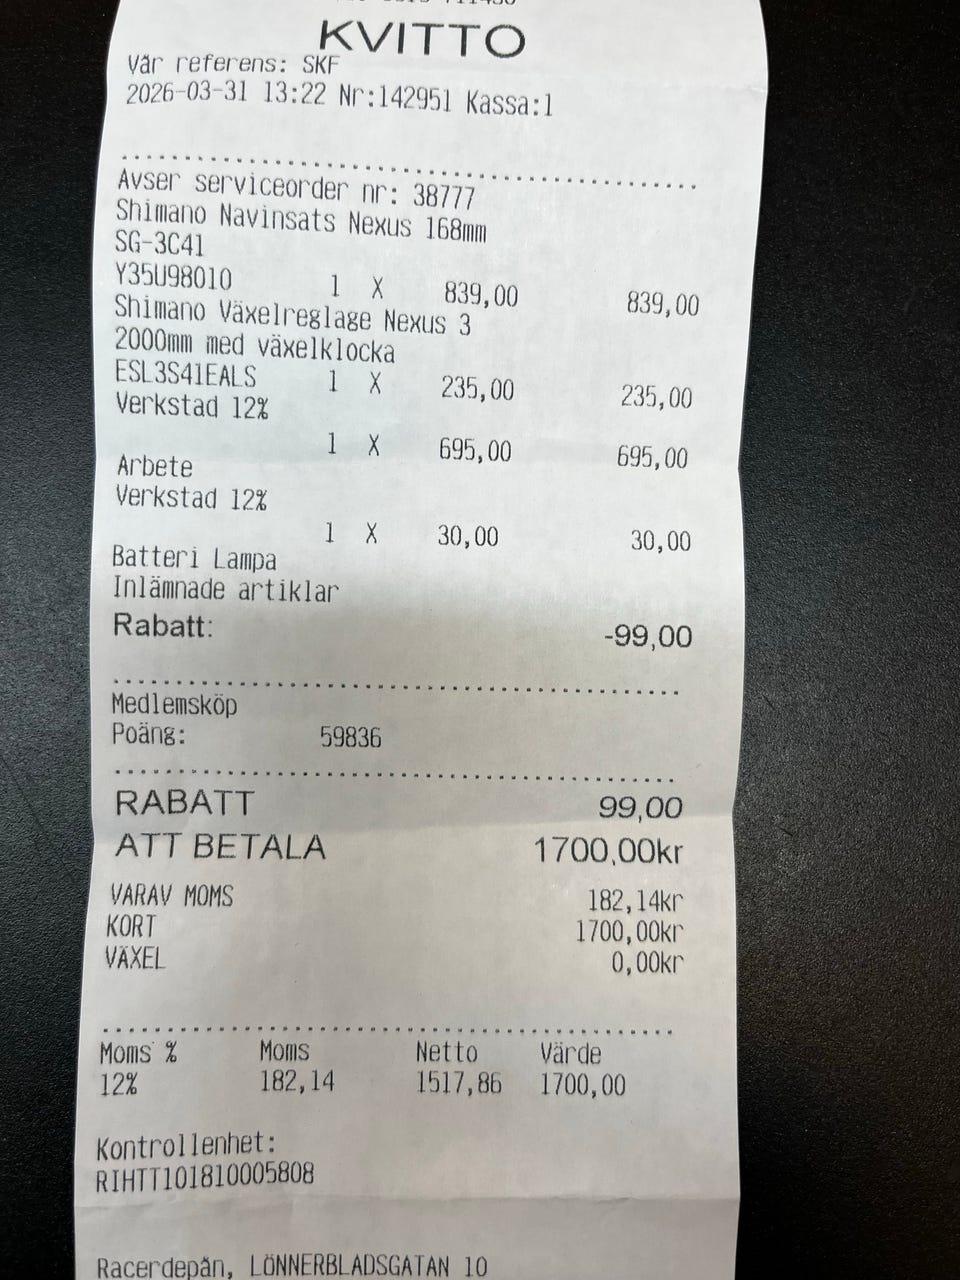 KVITTO
Vår referens: SKF
2026-03-31 13:22 Nr:142951 Kassa:1
Avser serviceorder nr: 38777
Shimano Navinsats Nexus 168mm
SG-3C41
Y35U98010 1 X 839,00 839,00
Shimano Växelreglage Nexus 3
2000mm med växelklocka
ESL3S41EALS 1 X 235,00 235,00
Verkstad 12%
1 X 695,00 695,00
Arbete
Verkstad 12%
1 X 30,00 30,00
Batteri Lampa
Inlämnade artiklar
Rabatt: -99,00
Medlemsköp
Poäng: 59836
RABATT 99,00
ATT BETALA 1700,00kr
VARAV MOMS 182,14kr
KORT 1700,00kr
VÄXEL 0,00kr
Moms % Moms Netto Värde
12% 182,14 1517,86 1700,00
Kontrollenhet:
RIHTT101810005808
Racerdepån, LÖNNERBLADSGATAN 10